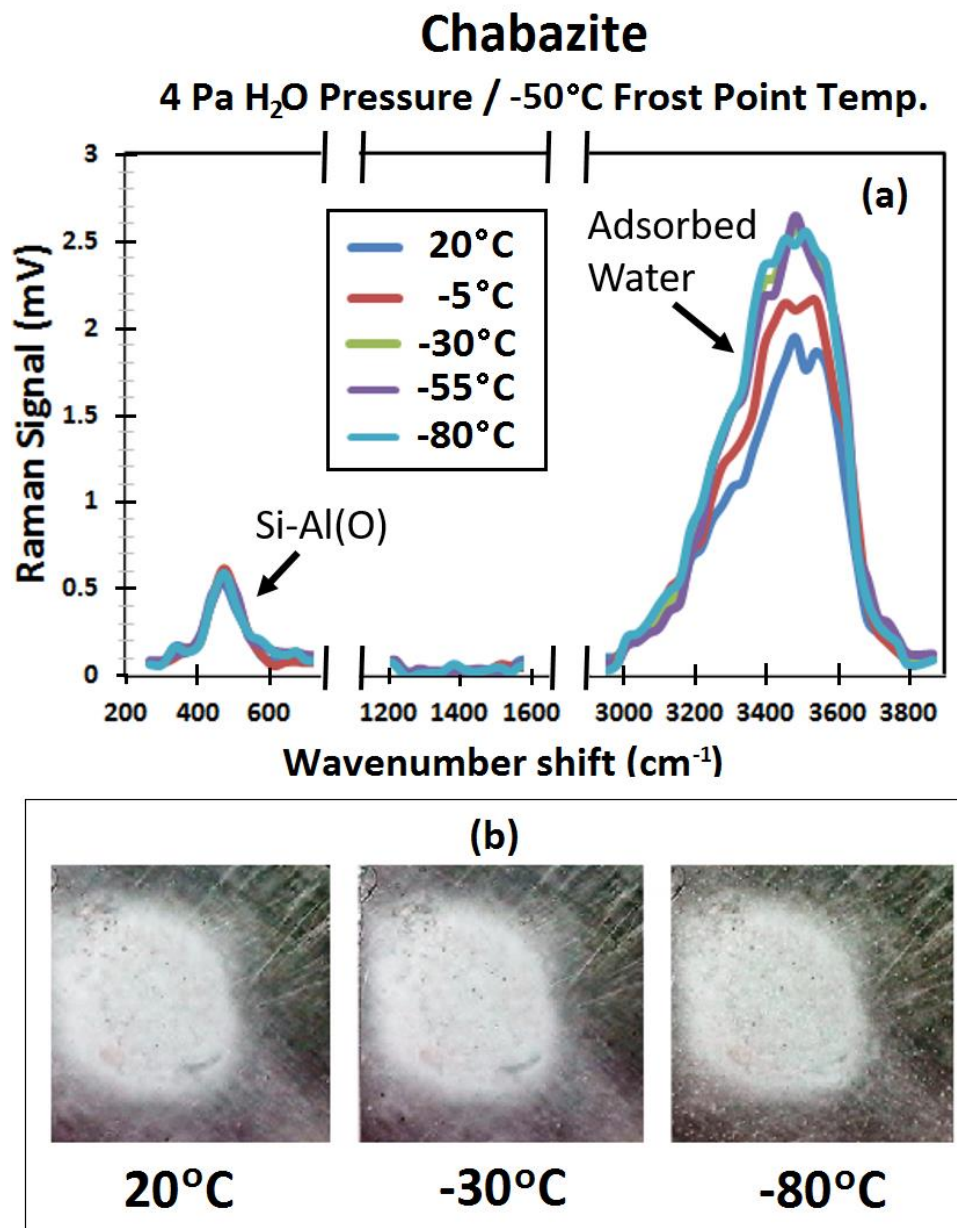 Chabazite
4 Pa H₂O Pressure / -50°C Frost Point Temp.
(a)
Raman Signal (mV)
3
2.5
2
1.5
1
0.5
0
20°C
-5°C
-30°C
-55°C
-80°C
Adsorbed
Water
Si-Al(O)
200 400 600 1200 1400 1600 3000 3200 3400 3600 3800
Wavenumber shift (cm⁻¹)
(b)
20°C -30°C -80°C